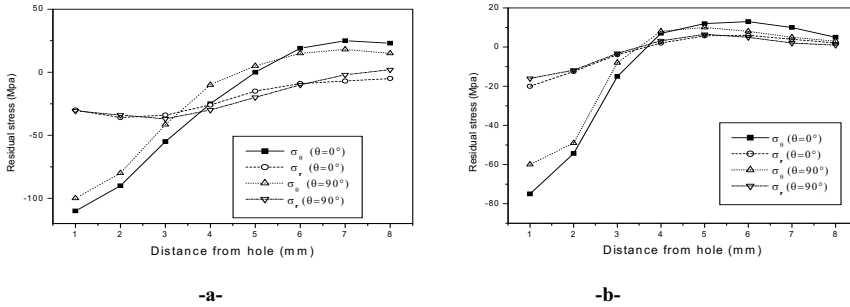 50
0
-50
-100
Residual stress (Mpa)
1 2 3 4 5 6 7 8
Distance from hole (mm)
σθ (θ=0°)
σr (θ=0°)
σθ (θ=90°)
σr (θ=90°)
-a-
20
0
-20
-40
-60
-80
Residual stress (Mpa)
1 2 3 4 5 6 7 8
Distance from hole (mm)
σθ (θ=0°)
σr (θ=0°)
σθ (θ=90°)
σr (θ=90°)
-b-